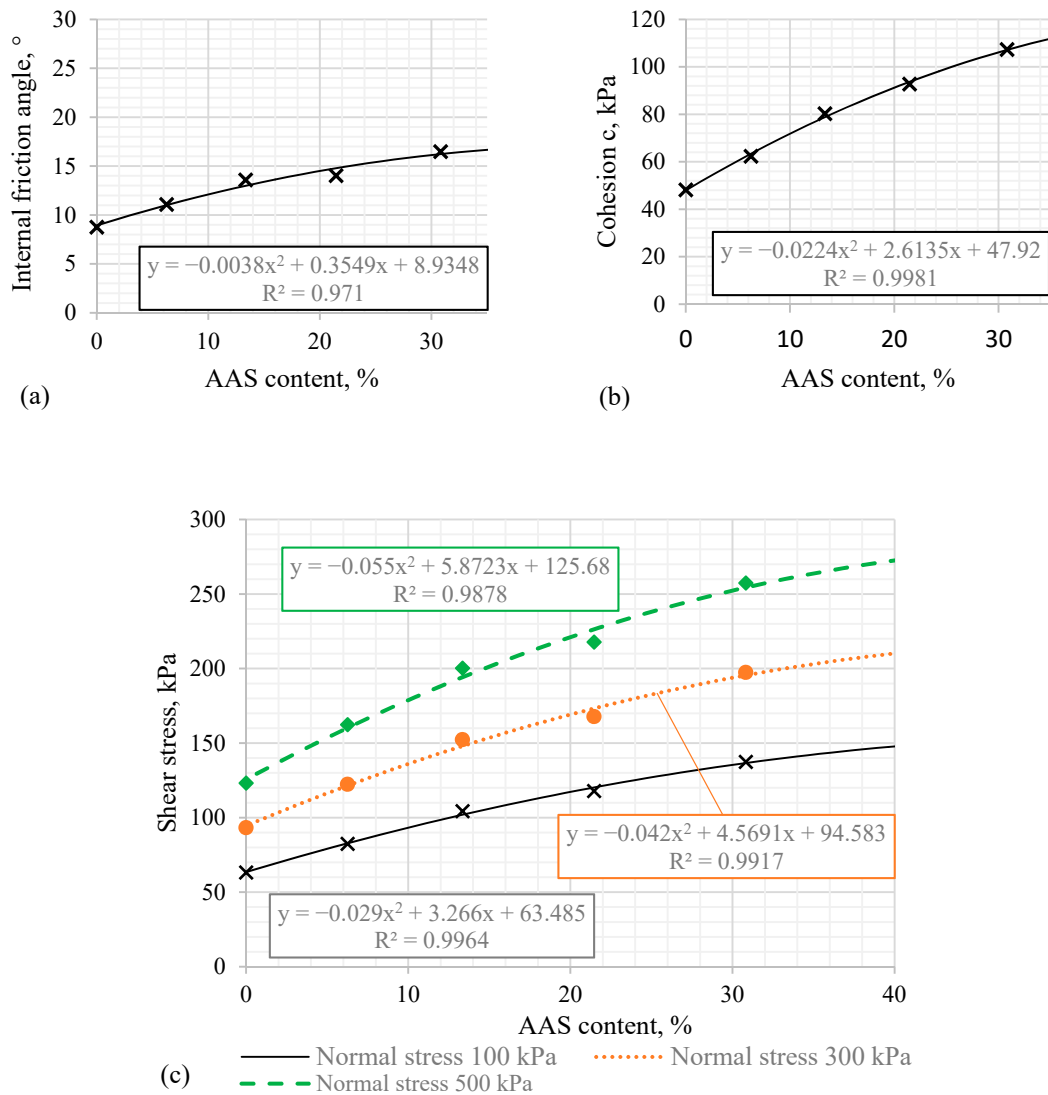 30
25
20
15
10
5
0
Internal friction angle, °
y = −0.0038x² + 0.3549x + 8.9348
R² = 0.971
0 10 20 30
AAS content, %
(a)
120
100
80
60
40
20
0
Cohesion c, kPa
y = −0.0224x² + 2.6135x + 47.92
R² = 0.9981
0 10 20 30
AAS content, %
(b)
300
250
200
150
100
50
0
Shear stress, kPa
y = −0.055x² + 5.8723x + 125.68
R² = 0.9878
y = −0.042x² + 4.5691x + 94.583
R² = 0.9917
y = −0.029x² + 3.266x + 63.485
R² = 0.9964
0 10 20 30 40
AAS content, %
Normal stress 100 kPa Normal stress 300 kPa
Normal stress 500 kPa
(c)